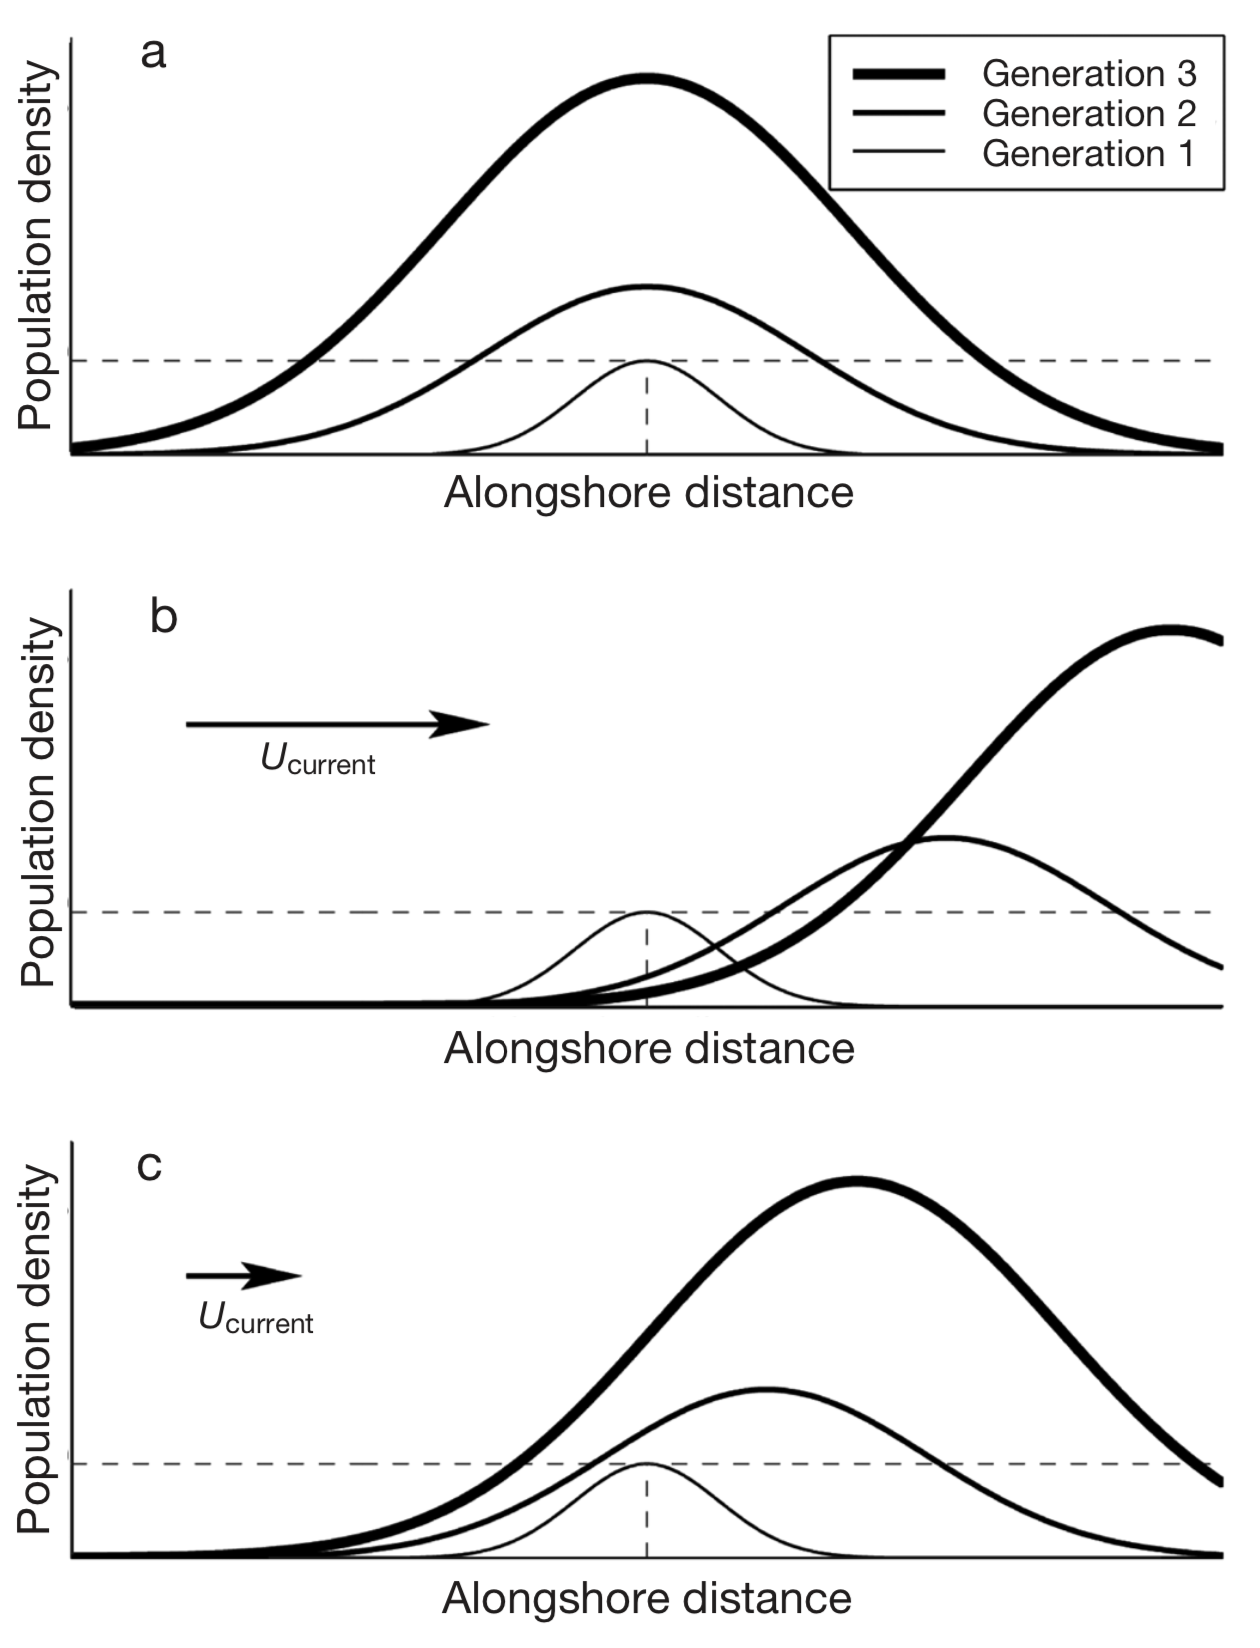 a
Generation 3
Generation 2
Generation 1
Population density
Alongshore distance
b
Ucurrent
Population density
Alongshore distance
c
Ucurrent
Population density
Alongshore distance